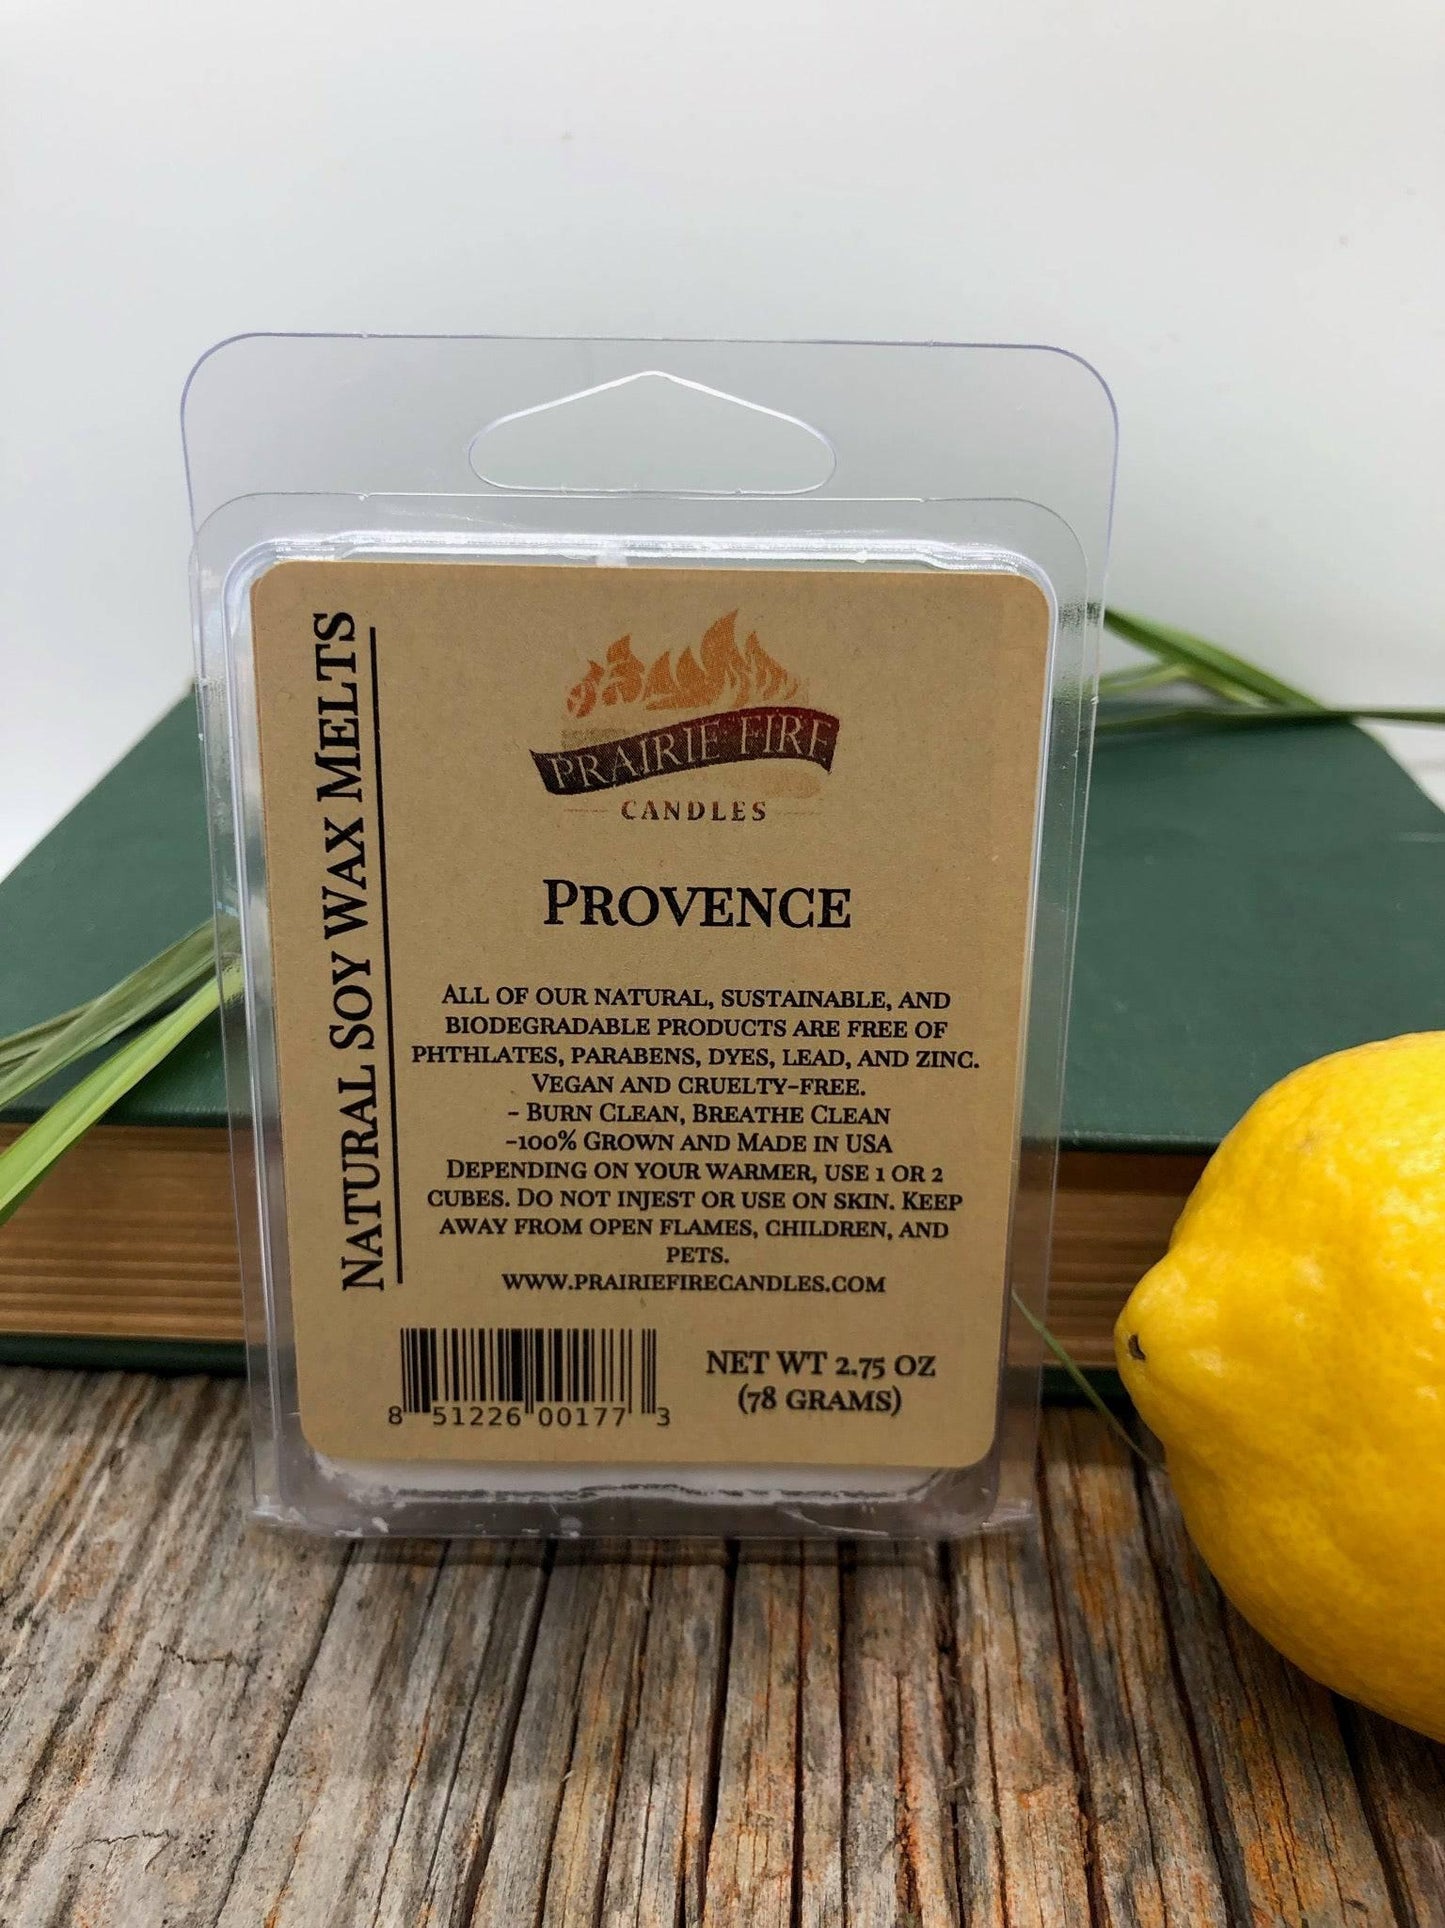 Natural Soy Wax Melts
PRAIRIE FIRE
CANDLES
Provence
All of our natural, sustainable, and
biodegradable products are free of
phthlates, parabens, dyes, lead, and zinc.
Vegan and cruelty-free.
- Burn Clean, Breathe Clean
-100% Grown and Made in USA
Depending on your warmer, use 1 or 2
cubes. Do not injest or use on skin. Keep
away from open flames, children, and
pets.
www.prairiefirecandles.com
8 51226 00177 3
NET WT 2.75 OZ
(78 GRAMS)